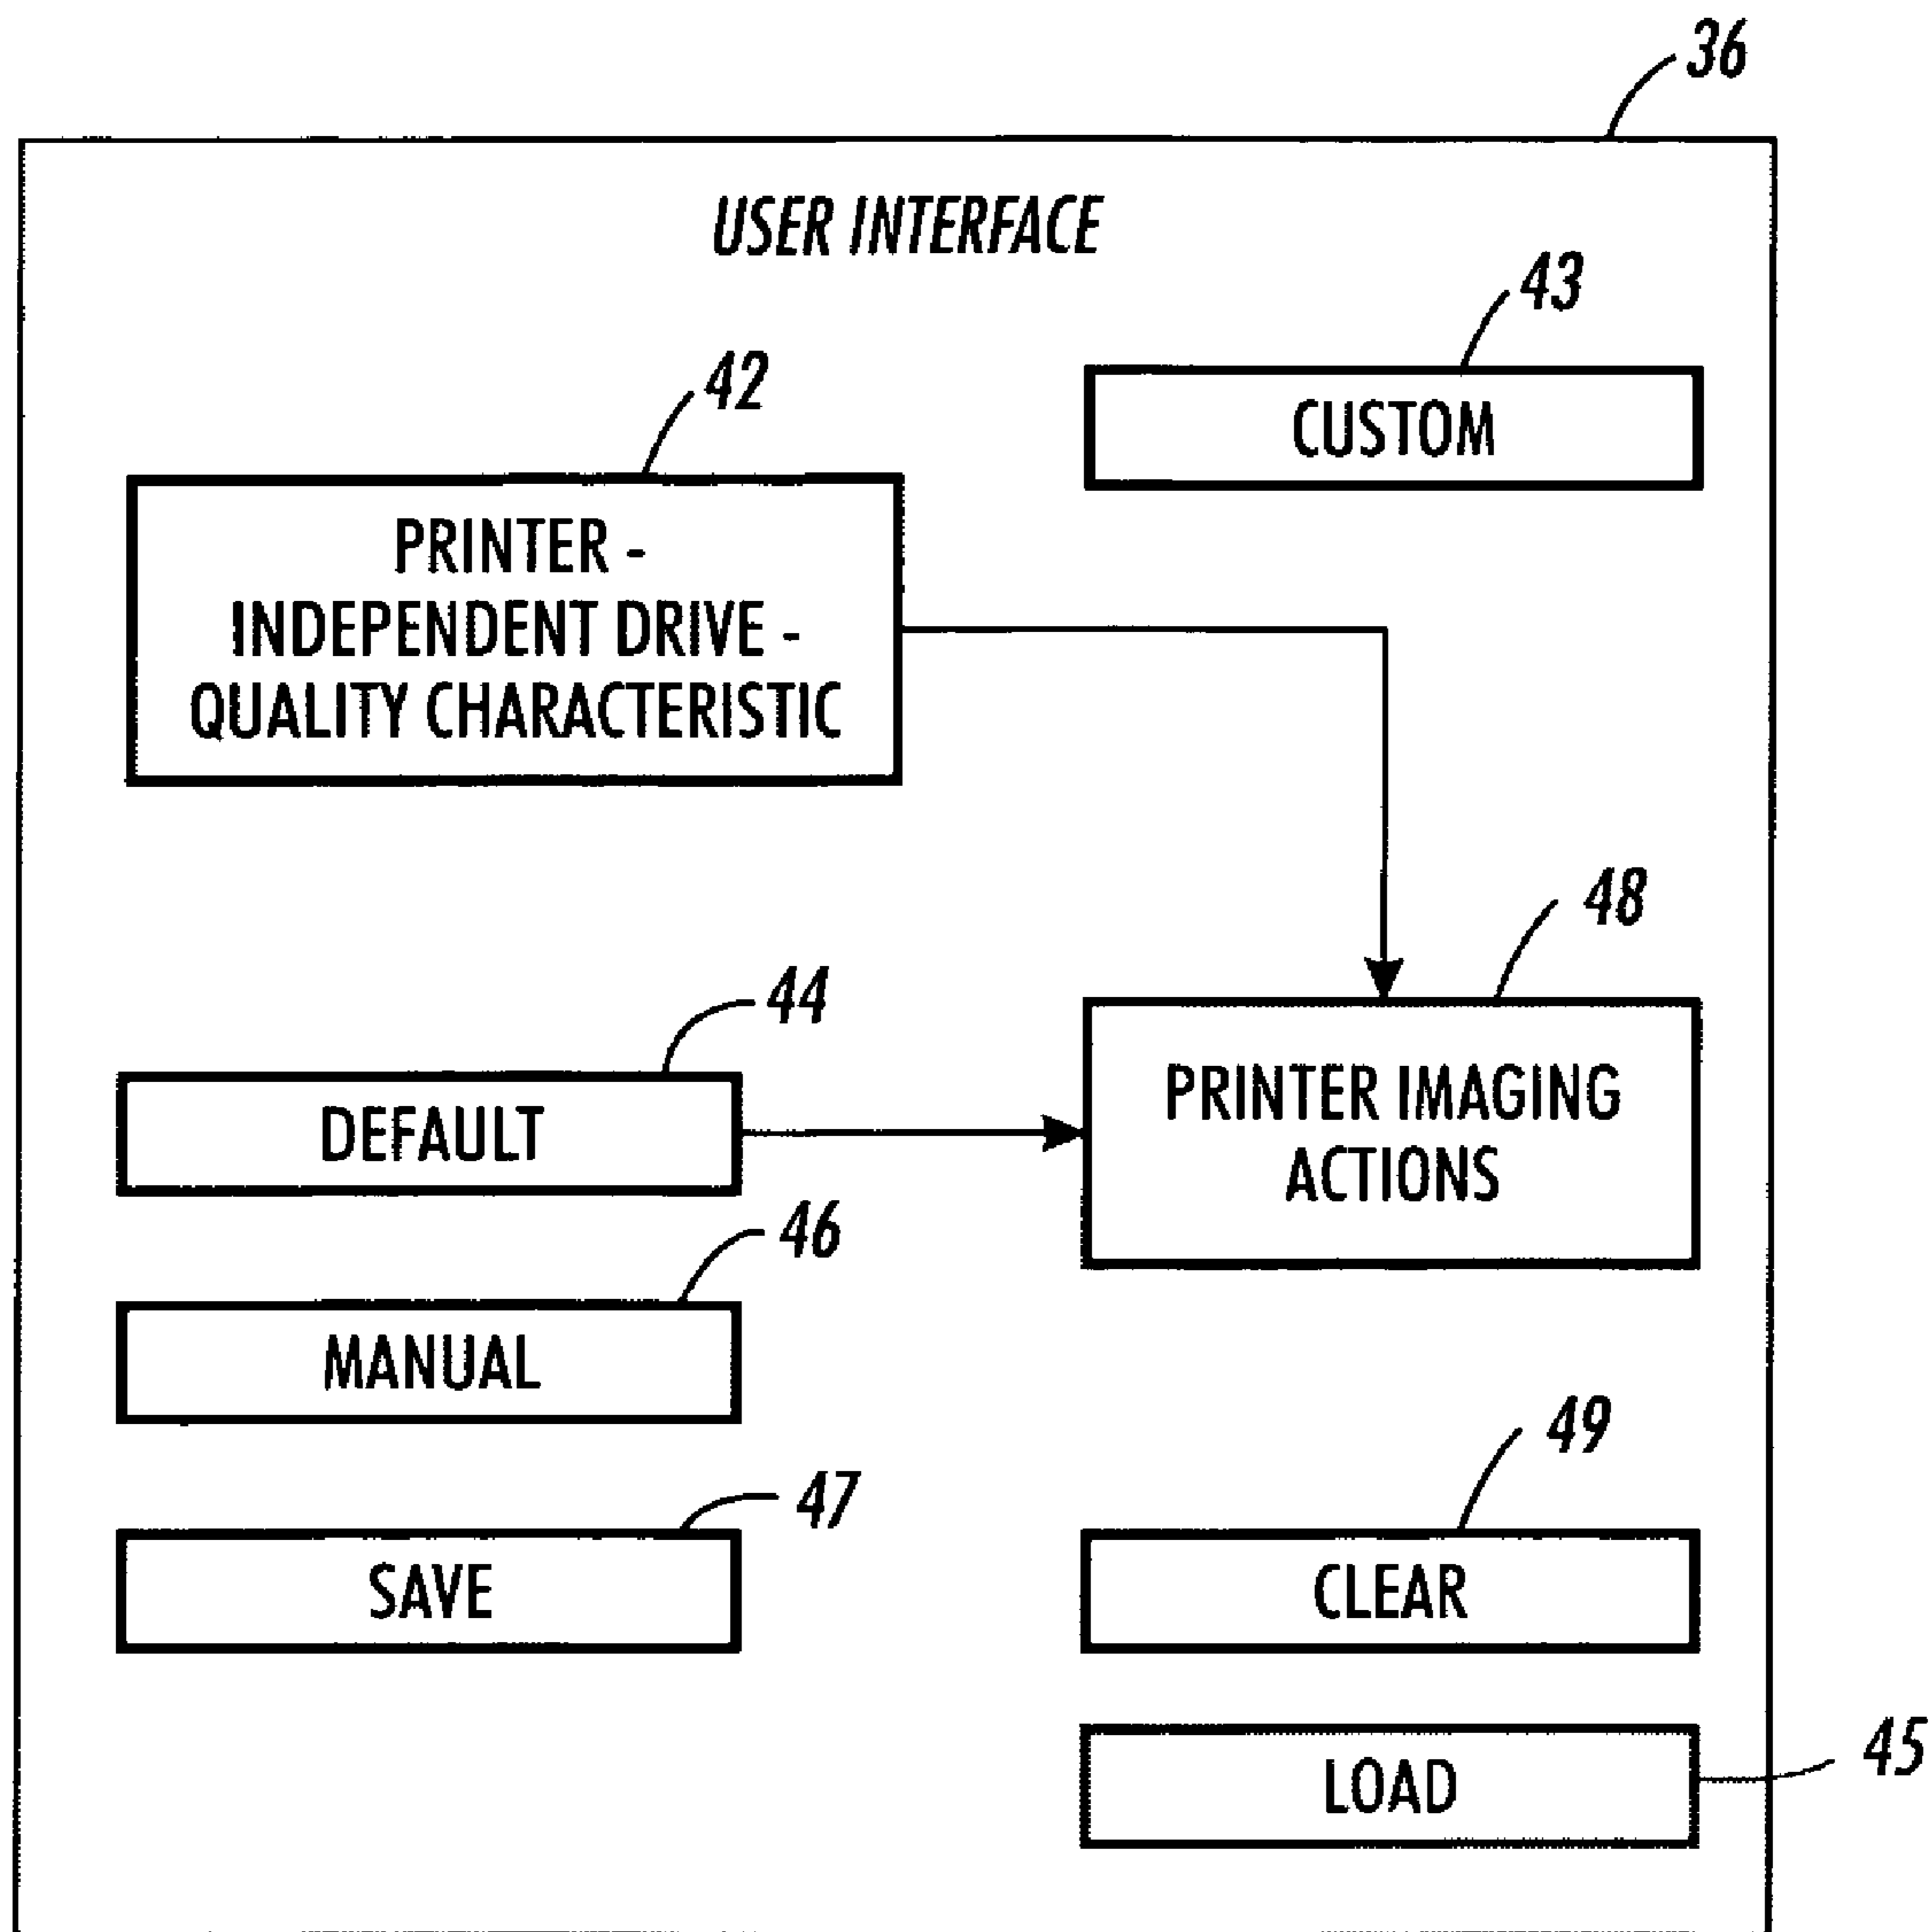 36
USER INTERFACE
43
CUSTOM
42
PRINTER -
INDEPENDENT DRIVE -
QUALITY CHARACTERISTIC
48
PRINTER IMAGING
ACTIONS
44
DEFAULT
46
MANUAL
47
SAVE
49
CLEAR
45
LOAD